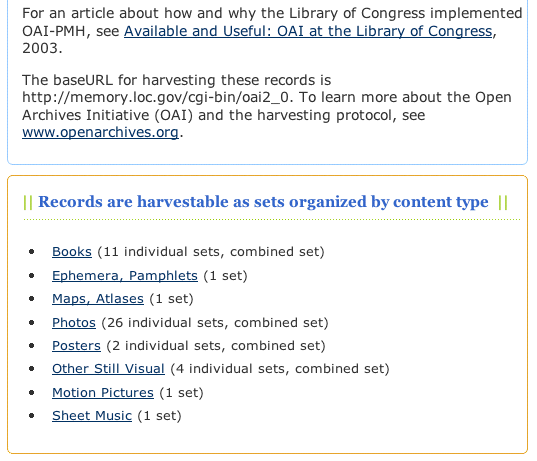 For an article about how and why the Library of Congress implemented
OAI-PMH, see Available and Useful: OAI at the Library of Congress,
2003.
The baseURL for harvesting these records is
http://memory.loc.gov/cgi-bin/oai2_0. To learn more about the Open
Archives Initiative (OAI) and the harvesting protocol, see
www.openarchives.org.
|| Records are harvestable as sets organized by content type ||
• Books (11 individual sets, combined set)
• Ephemera, Pamphlets (1 set)
• Maps, Atlases (1 set)
• Photos (26 individual sets, combined set)
• Posters (2 individual sets, combined set)
• Other Still Visual (4 individual sets, combined set)
• Motion Pictures (1 set)
• Sheet Music (1 set)